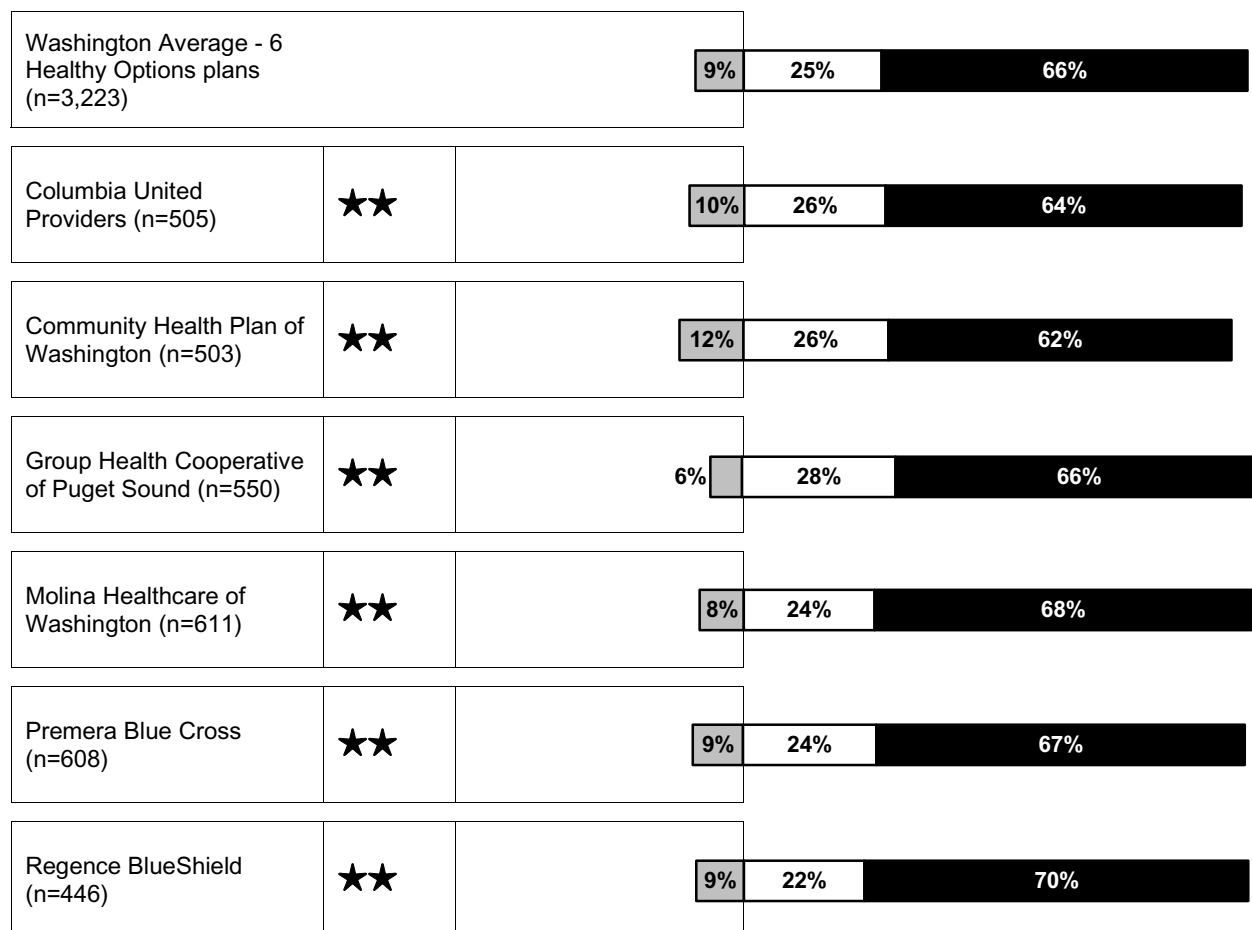 Washington Average - 6
Healthy Options plans
(n=3,223)
9% 25% 66%
Columbia United
Providers (n=505)
★★
10% 26% 64%
Community Health Plan of
Washington (n=503)
★★
12% 26% 62%
Group Health Cooperative
of Puget Sound (n=550)
★★
6% 28% 66%
Molina Healthcare of
Washington (n=611)
★★
8% 24% 68%
Premera Blue Cross
(n=608)
★★
9% 24% 67%
Regence BlueShield
(n=446)
★★
9% 22% 70%